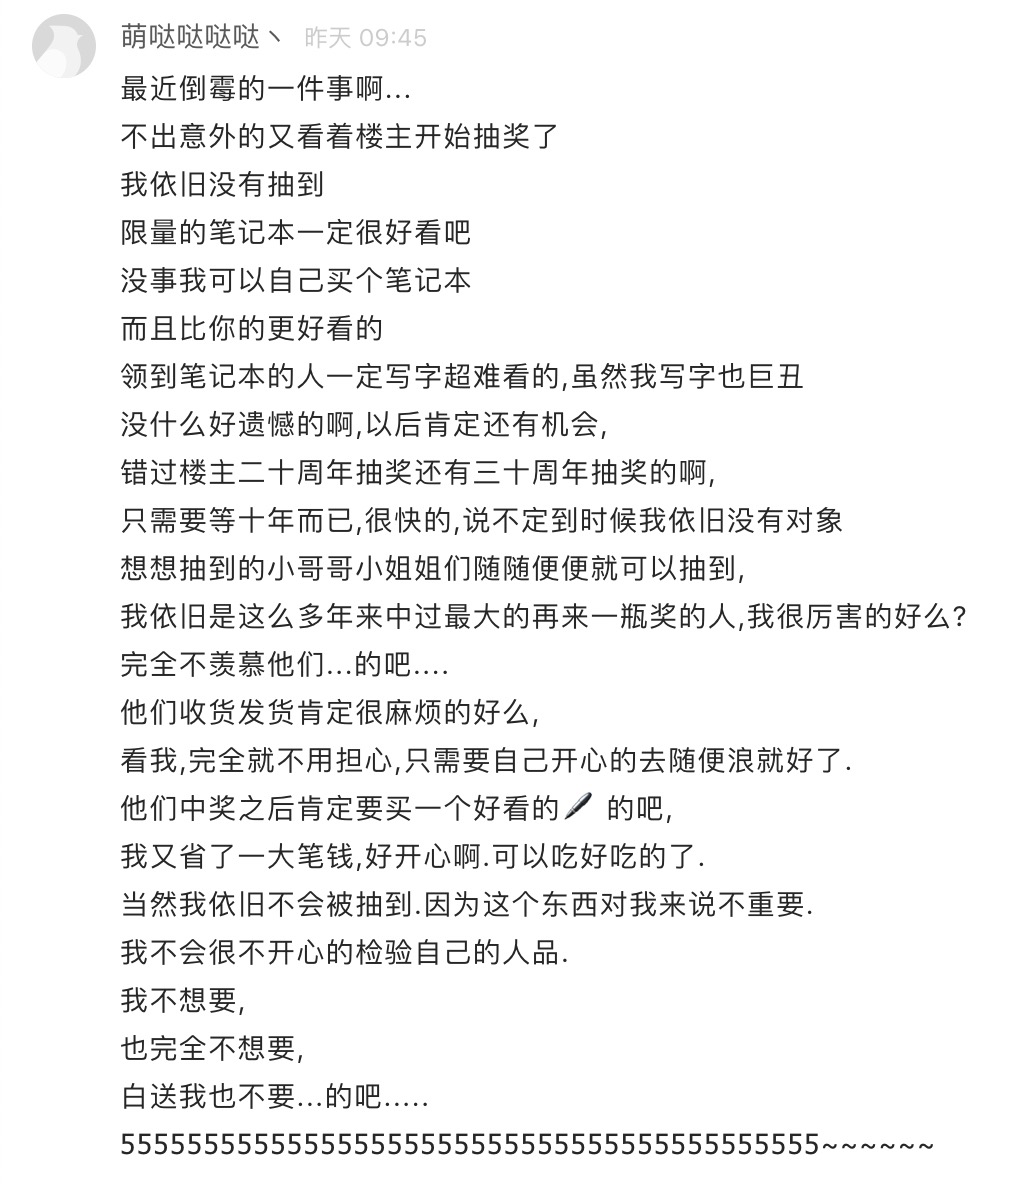 萌哒哒哒哒丶 昨天 09:45
最近倒霉的一件事啊...
不出意外的又看着楼主开始抽奖了
我依旧没有抽到
限量的笔记本一定很好看吧
没事我可以自己买个笔记本
而且比你的更好看的
领到笔记本的人一定写字超难看的,虽然我写字也巨丑
没什么好遗憾的啊,以后肯定还有机会,
错过楼主二十周年抽奖还有三十周年抽奖的啊,
只需要等十年而已,很快的,说不定到时候我依旧没有对象
想想抽到的小哥哥小姐姐们随随便便就可以抽到,
我依旧是这么多年来中过最大的再来一瓶奖的人,我很厉害的好么?
完全不羡慕他们...的吧....
他们收货发货肯定很麻烦的好么,
看我,完全就不用担心,只需要自己开心的去随便浪就好了.
他们中奖之后肯定要买一个好看的🖊 的吧,
我又省了一大笔钱,好开心啊.可以吃好吃的了.
当然我依旧不会被抽到.因为这个东西对我来说不重要.
我不会很不开心的检验自己的人品.
我不想要,
也完全不想要,
白送我也不要...的吧.....
555555555555555555555555555555555555555555~~~~~~